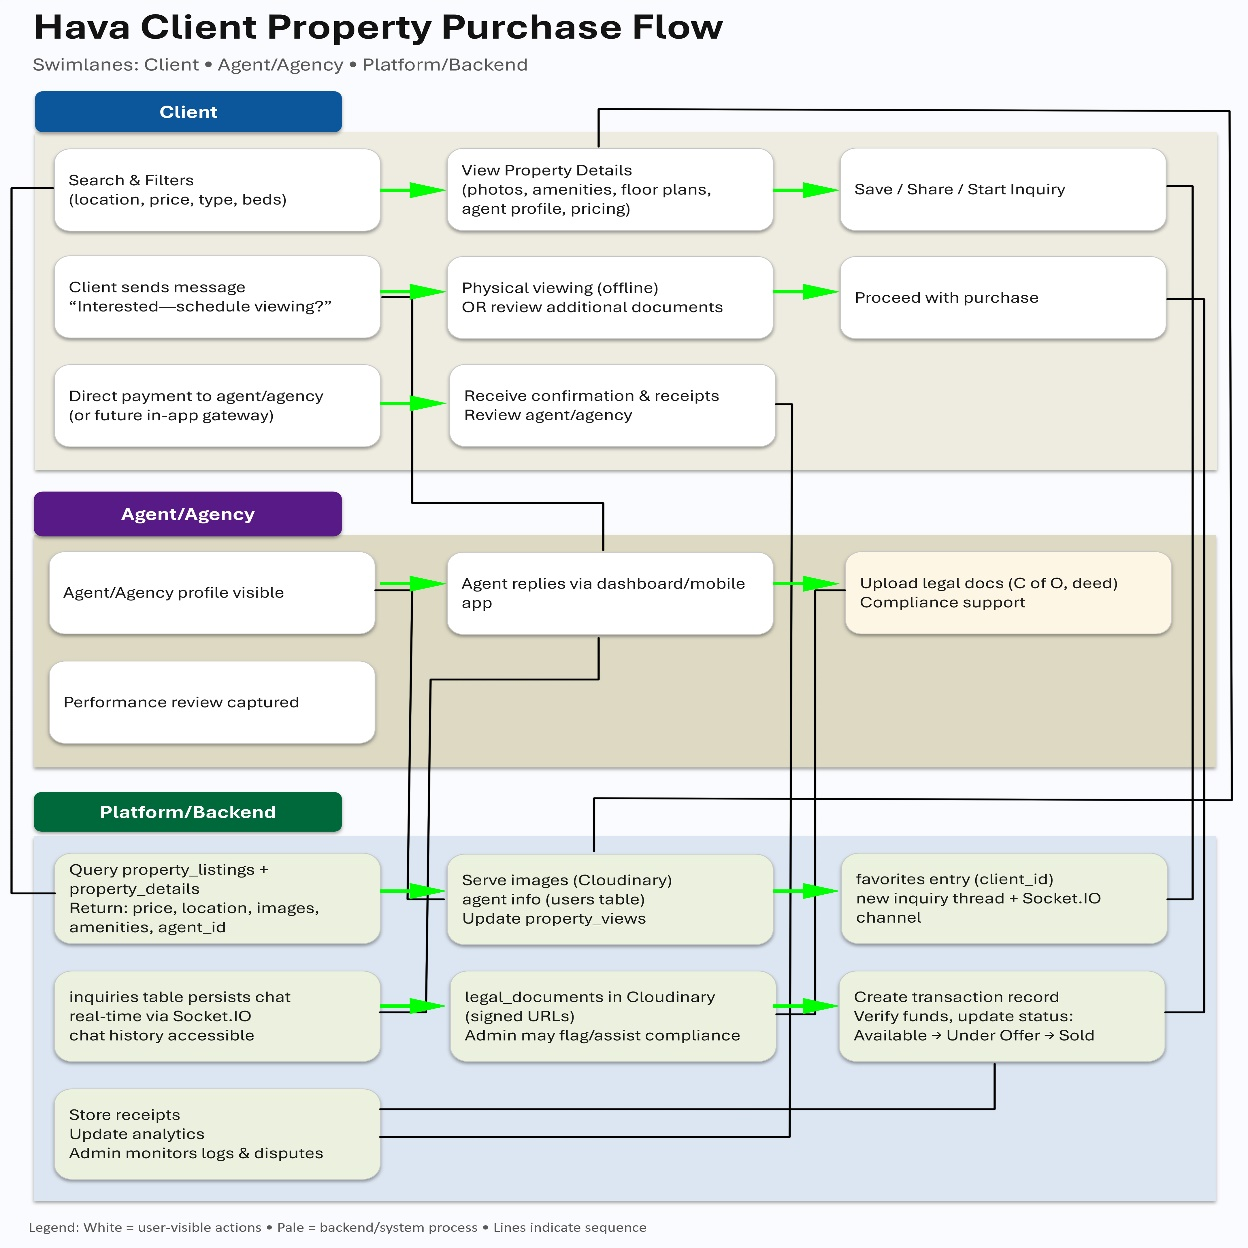 Hava Client Property Purchase Flow
Swimlanes: Client • Agent/Agency • Platform/Backend
Client
Search & Filters
(location, price, type, beds)
View Property Details
(photos, amenities, floor plans,
agent profile, pricing)
Save / Share / Start Inquiry
Client sends message
“Interested—schedule viewing?”
Physical viewing (offline)
OR review additional documents
Proceed with purchase
Direct payment to agent/agency
(or future in-app gateway)
Receive confirmation & receipts
Review agent/agency
Agent/Agency
Agent/Agency profile visible
Agent replies via dashboard/mobile
app
Upload legal docs (C of O, deed)
Compliance support
Performance review captured
Platform/Backend
Query property_listings +
property_details
Return: price, location, images,
amenities, agent_id
Serve images (Cloudinary)
agent info (users table)
Update property_views
favorites entry (client_id)
new inquiry thread + Socket.IO
channel
inquiries table persists chat
real-time via Socket.IO
chat history accessible
legal_documents in Cloudinary
(signed URLs)
Admin may flag/assist compliance
Create transaction record
Verify funds, update status:
Available → Under Offer → Sold
Store receipts
Update analytics
Admin monitors logs & disputes
Legend: White = user-visible actions • Pale = backend/system process • Lines indicate sequence